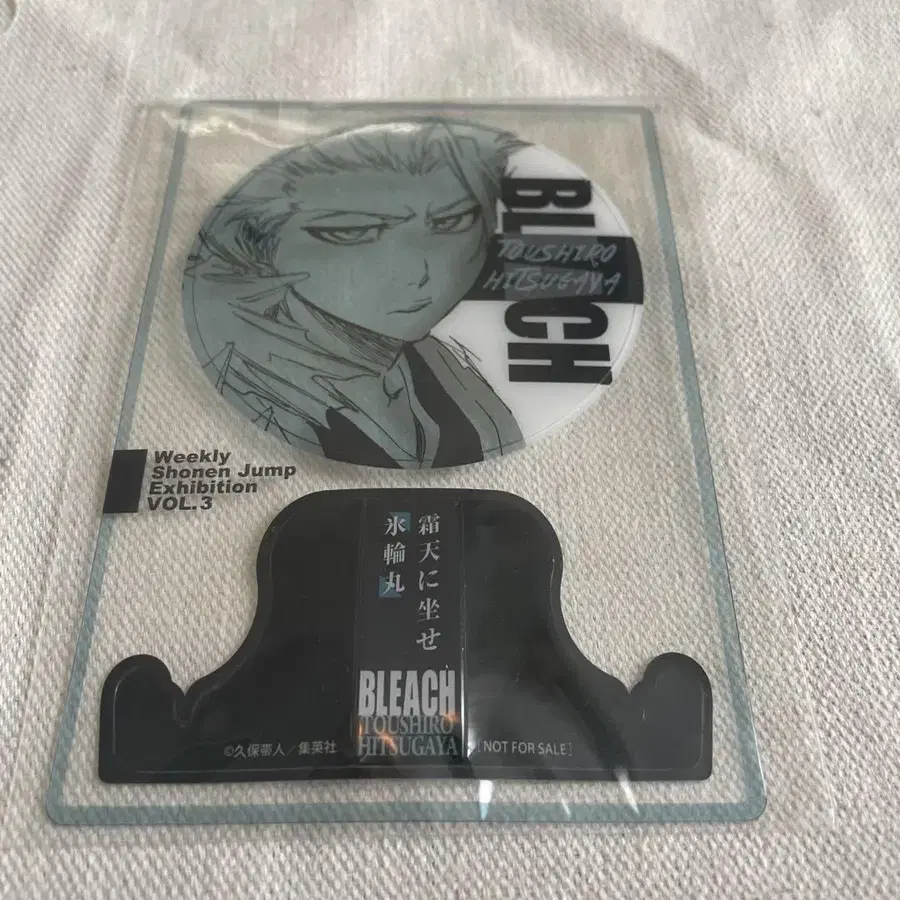 BLEACH
TOUSHIRO
HITSUGAYA
Weekly
Shonen Jump
Exhibition
VOL.3
霜天に坐せ
氷輪丸
BLEACH
TOUSHIRO
HITSUGAYA
©久保帯人／集英社
[NOT FOR SALE]